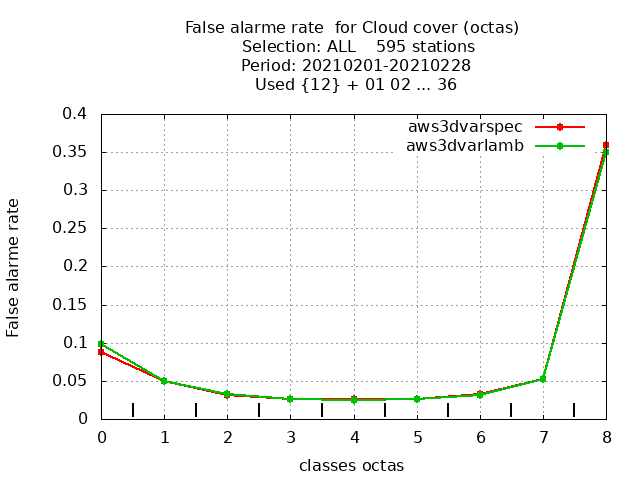 False alarme rate  for Cloud cover (octas)
Selection: ALL    595 stations
Period: 20210201-20210228
Used {12} + 01 02 ... 36
aws3dvarspec
aws3dvarlamb
0.4
0.35
0.3
0.25
0.2
0.15
0.1
0.05
0
False alarme rate
0 1 2 3 4 5 6 7 8
classes octas